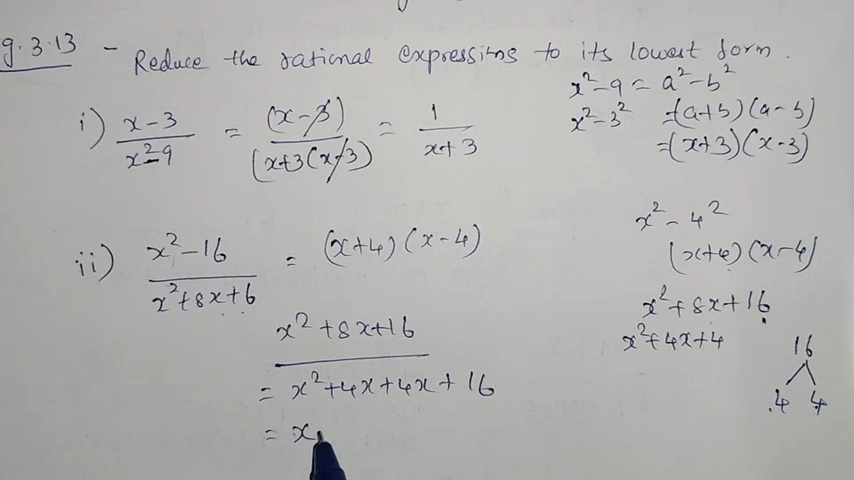 g.3.13 - Reduce the rational expressions to its lowest form.
x²-9 = a²-b²
i) x-3 / x²-9 = (x-3) / (x+3(x-3) = 1 / x+3
x²-3² =(a+b)(a-b)
=(x+3)(x-3)
x²-4²
ii) x²-16 / x²+8x+6 = (x+4)(x-4)
(x+4)(x-4)
x²+8x+16
x²+8x+16
x²+4x+4
16
= x²+4x+4x+16
4 4
= x